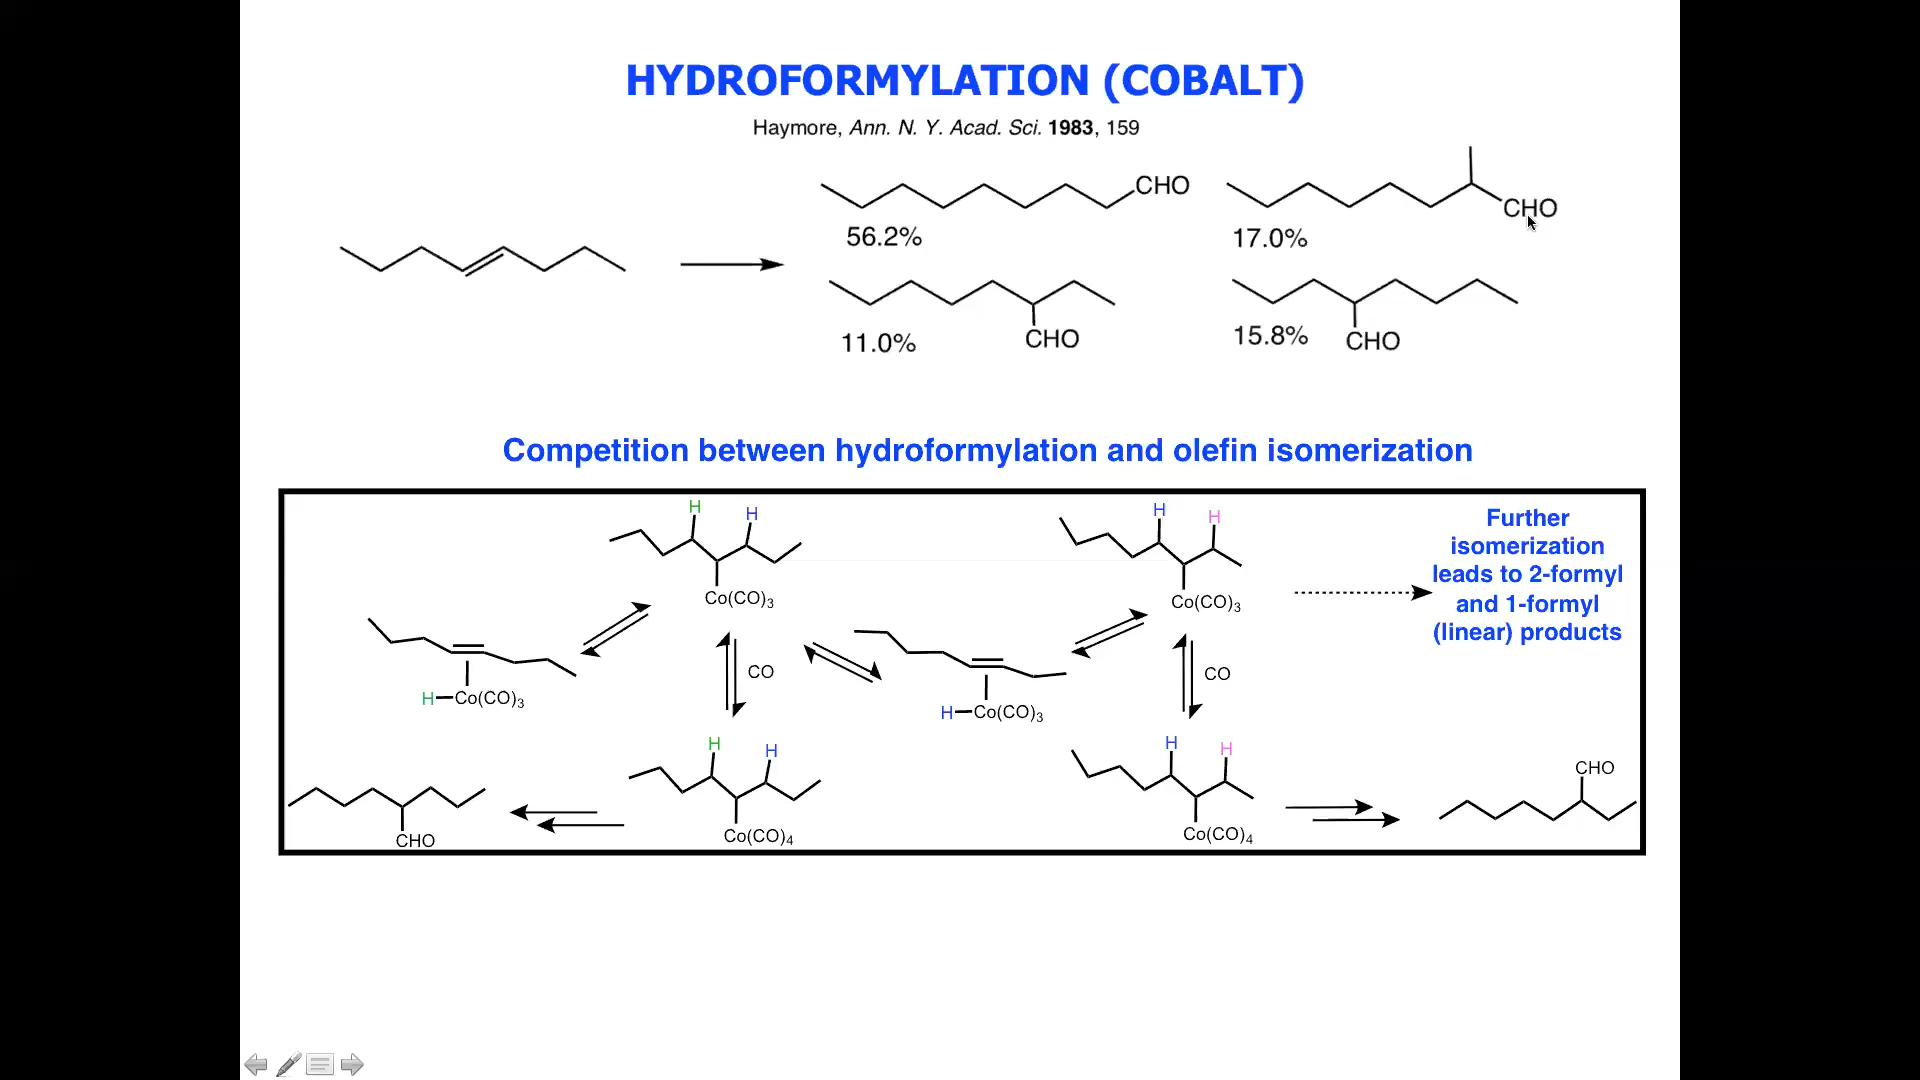 HYDROFORMYLATION (COBALT)
Haymore, Ann. N. Y. Acad. Sci. 1983, 159
CHO
56.2%
CHO
17.0%
CHO
11.0%
CHO
15.8%
Competition between hydroformylation and olefin isomerization
H
H
Co(CO)3
H
H
Co(CO)3
Further
isomerization
leads to 2-formyl
and 1-formyl
(linear) products
H Co(CO)3
CO
H Co(CO)3
CO
CHO
H
H
Co(CO)4
H
H
Co(CO)4
CHO